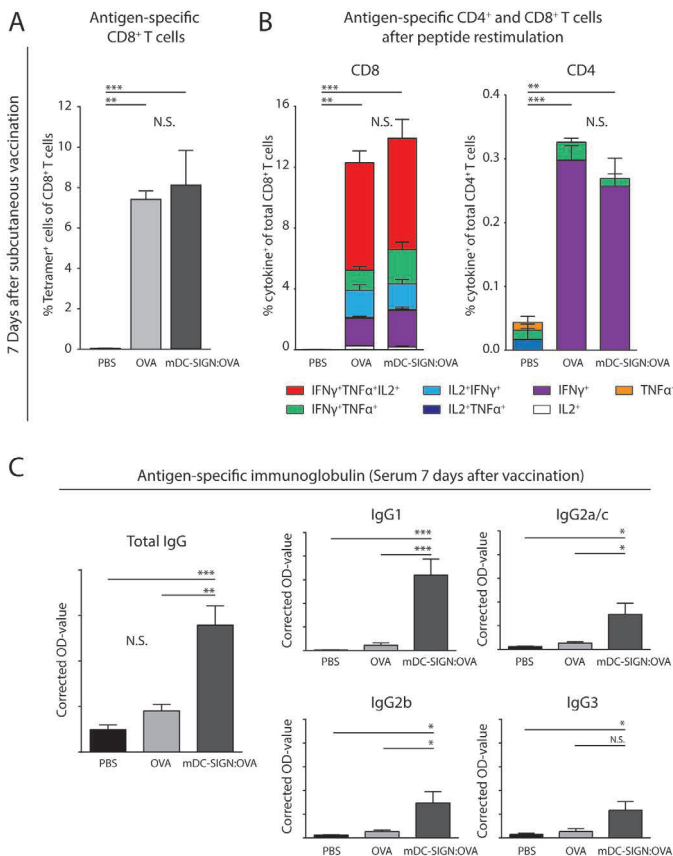 A
Antigen-specific
CD8⁺ T cells
7 Days after subcutaneous vaccination
% Tetramer⁺ cells of CD8⁺ T cells
***
**
N.S.
12
10
8
6
4
2
0
PBS OVA mDC-SIGN:OVA
B
Antigen-specific CD4⁺ and CD8⁺ T cells
after peptide restimulation
CD8
% cytokine⁺ of total CD8⁺ T cells
***
**
N.S.
16
12
8
4
0
PBS OVA mDC-SIGN:OVA
CD4
% cytokine⁺ of total CD4⁺ T cells
**
***
N.S.
0.4
0.3
0.2
0.1
0.0
PBS OVA mDC-SIGN:OVA
IFNγ⁺TNFα⁺IL2⁺ IL2⁺IFNγ⁺ IFNγ⁺ TNFα⁺
IFNγ⁺TNFα⁺ IL2⁺TNFα⁺ IL2⁺
C
Antigen-specific immunoglobulin (Serum 7 days after vaccination)
Total IgG
Corrected OD-value
***
**
N.S.
PBS OVA mDC-SIGN:OVA
IgG1
Corrected OD-value
***
***
PBS OVA mDC-SIGN:OVA
IgG2a/c
Corrected OD-value
*
*
PBS OVA mDC-SIGN:OVA
IgG2b
Corrected OD-value
*
*
PBS OVA mDC-SIGN:OVA
IgG3
Corrected OD-value
*
N.S.
PBS OVA mDC-SIGN:OVA